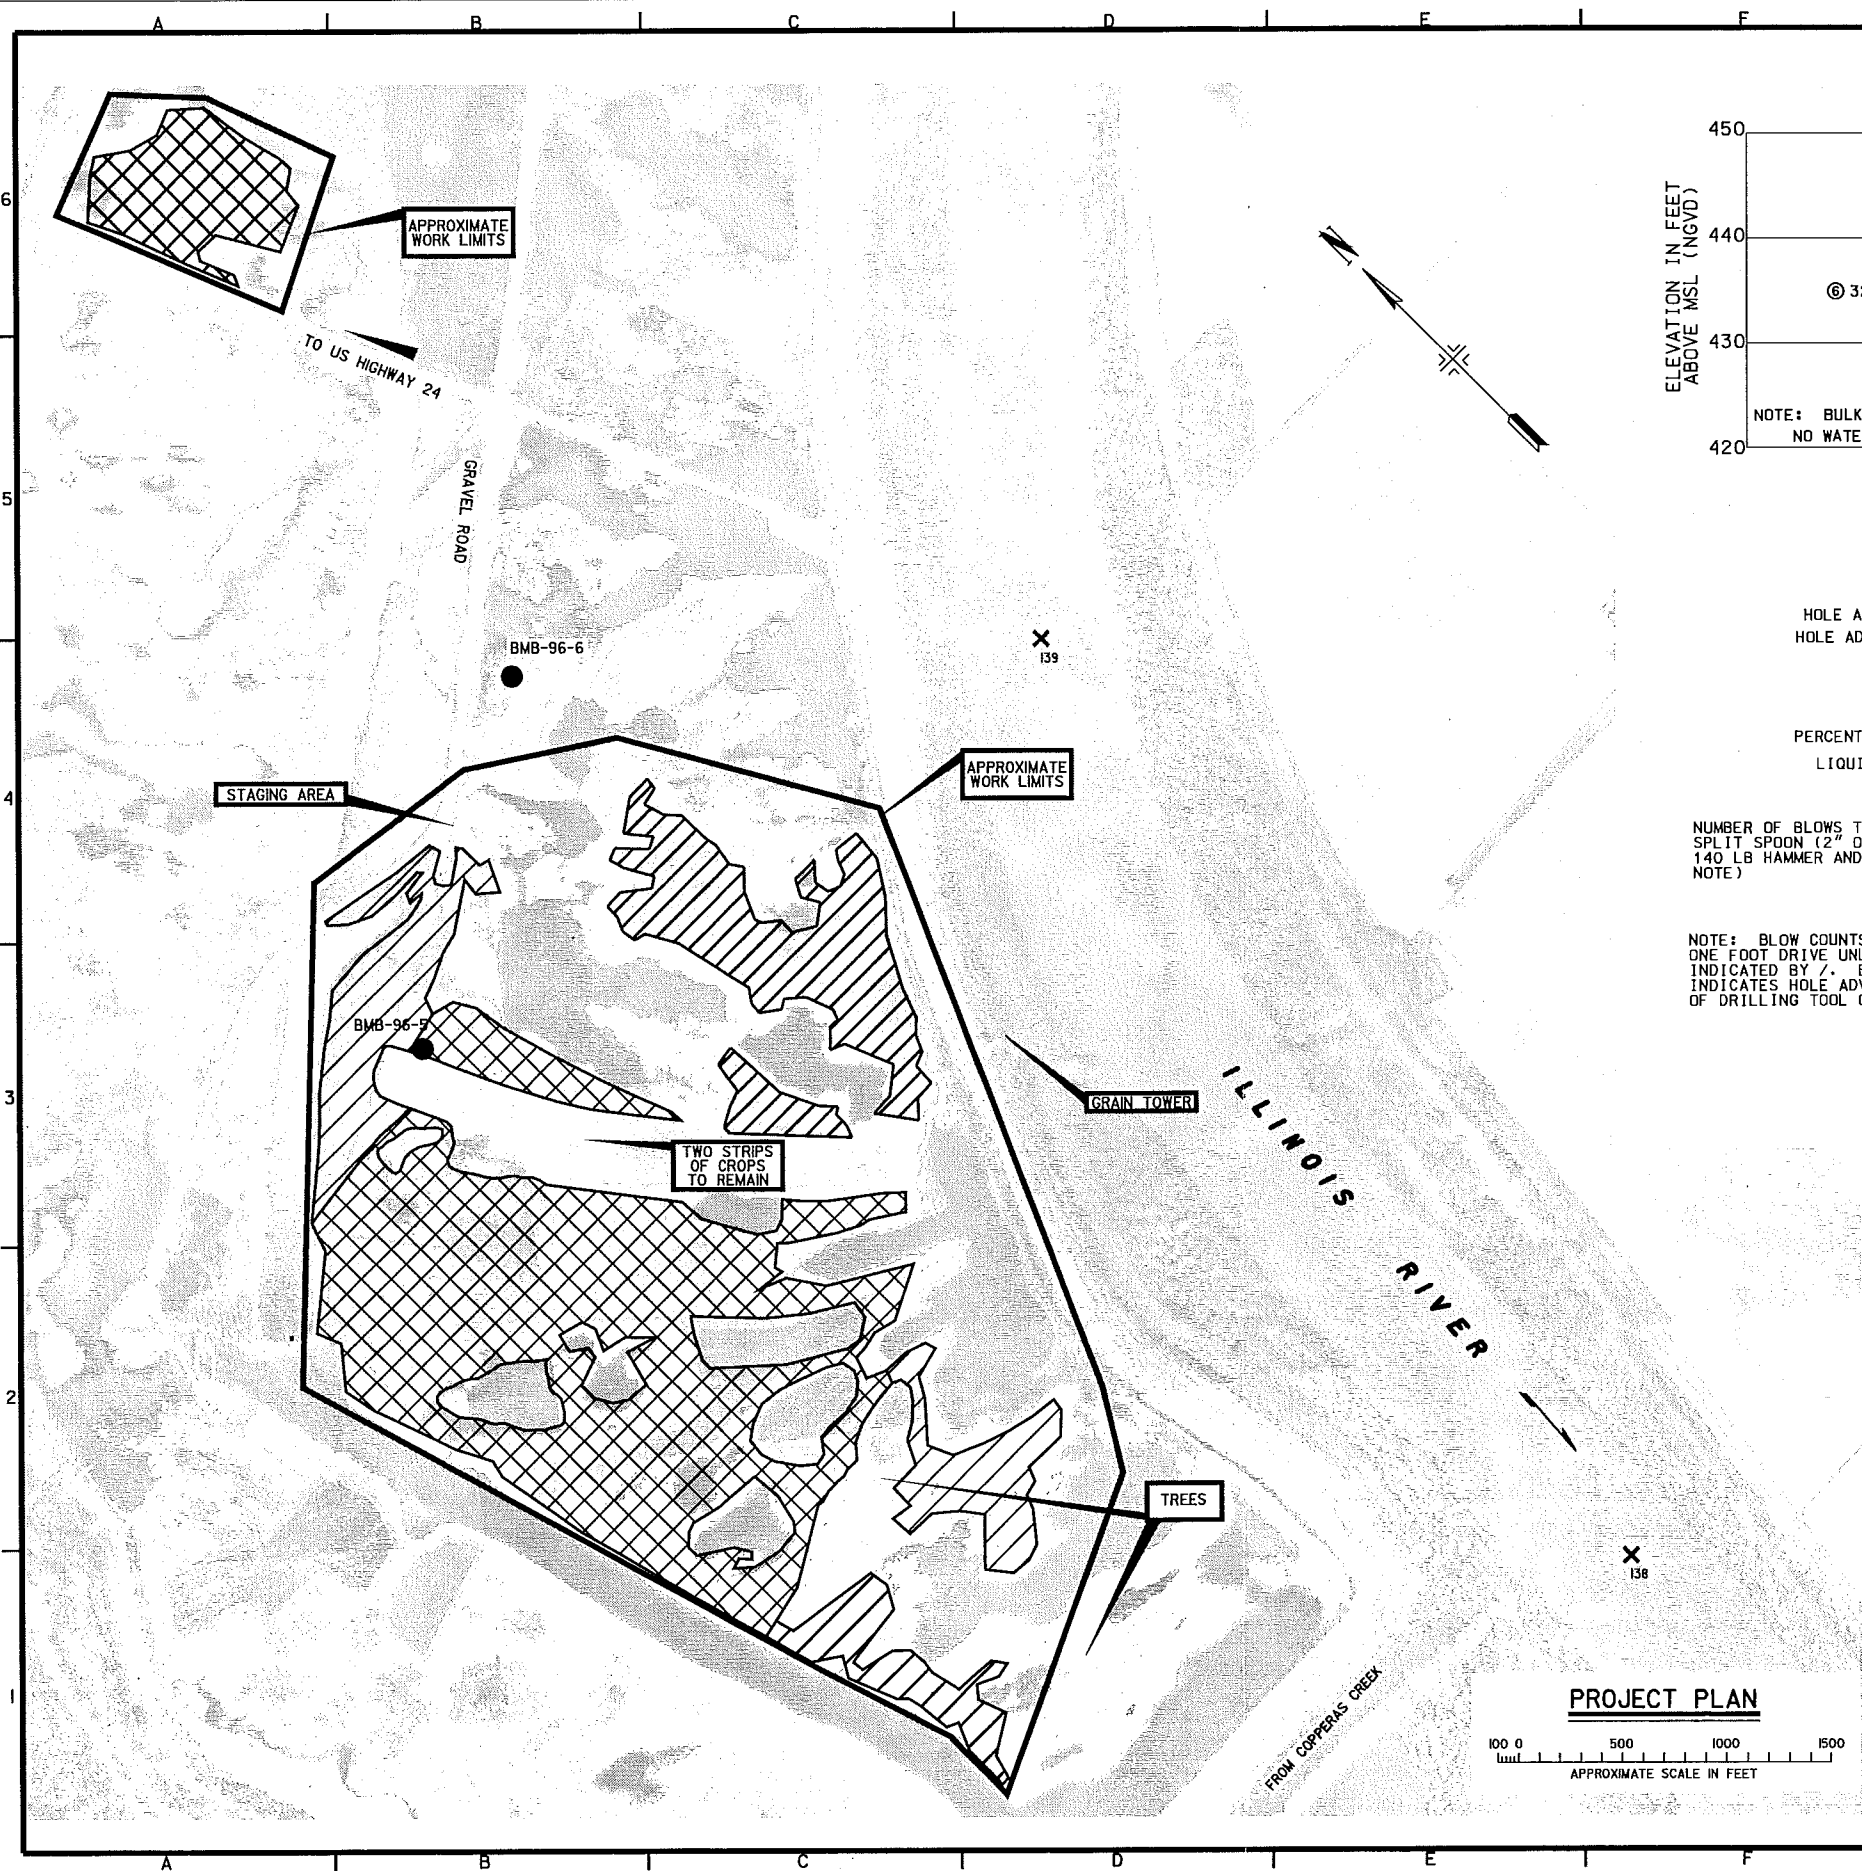 A B C D E F
6
5
4
3
2
1
APPROXIMATE
WORK LIMITS
TO US HIGHWAY 24
GRAVEL ROAD
BMB-96-6
139
N
STAGING AREA
APPROXIMATE
WORK LIMITS
BMB-96-5
GRAIN TOWER
TWO STRIPS
OF CROPS
TO REMAIN
ILLINOIS RIVER
TREES
138
FROM COPPERAS CREEK
PROJECT PLAN
100 0 500 1000 1500
APPROXIMATE SCALE IN FEET
ELEVATION IN FEET
ABOVE MSL (NGVD)
450
440
430
420
6
NOTE: BULK
NO WATE
HOLE A
HOLE AD
PERCENT
LIQUI
NUMBER OF BLOWS T
SPLIT SPOON (2" O
140 LB HAMMER AND
NOTE)
NOTE: BLOW COUNTS
ONE FOOT DRIVE UNL
INDICATED BY /.
INDICATES HOLE ADV
OF DRILLING TOOL
A B C D E F